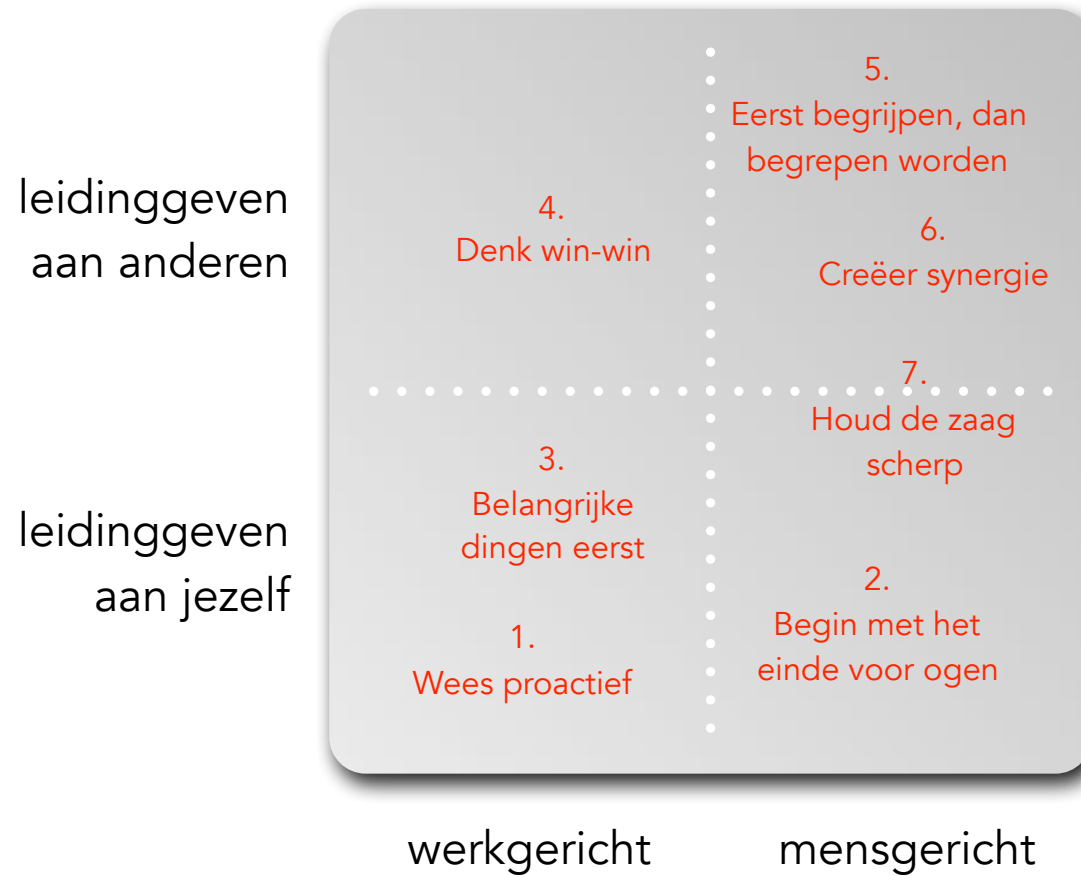 leidinggeven
aan anderen
4.
Denk win-win
5.
Eerst begrijpen, dan
begrepen worden
6.
Creëer synergie
7.
Houd de zaag
scherp
leidinggeven
aan jezelf
3.
Belangrijke
dingen eerst
1.
Wees proactief
2.
Begin met het
einde voor ogen
werkgericht
mensgericht